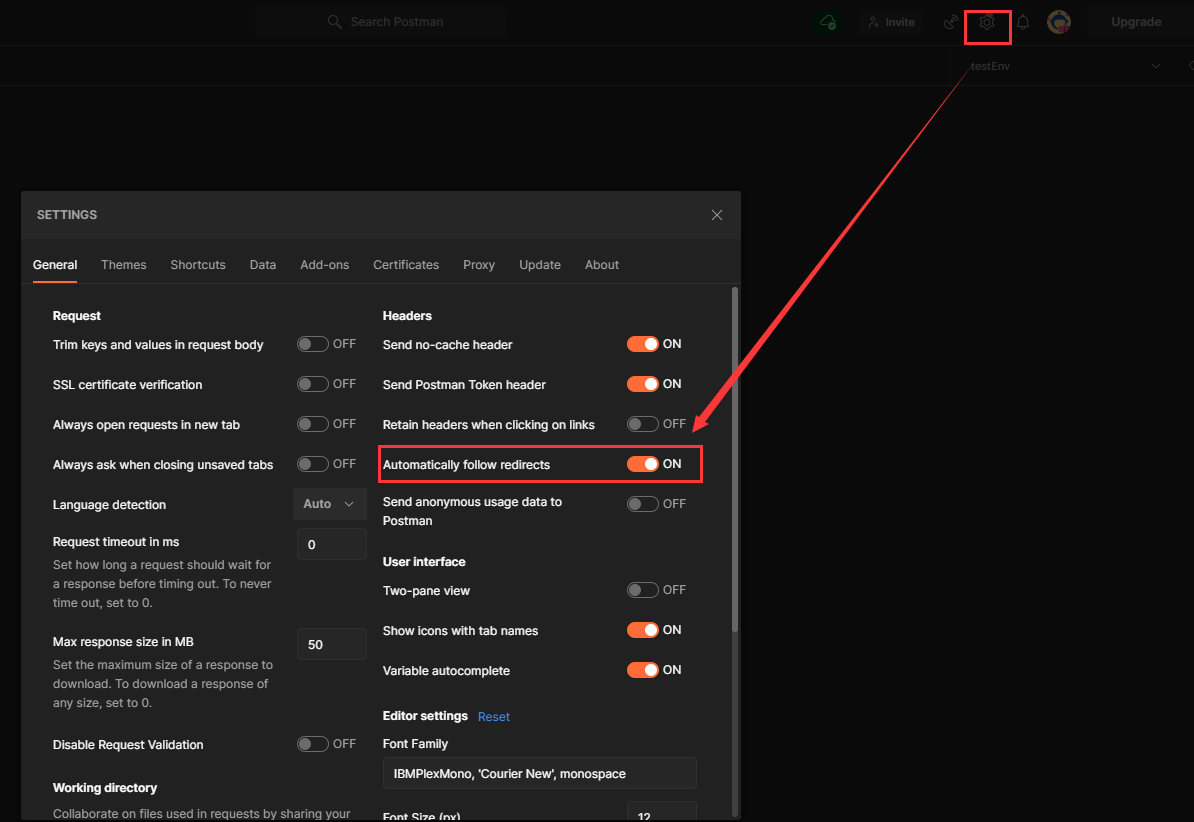 Search Postman
Invite
Upgrade
testEnv
SETTINGS
General Themes Shortcuts Data Add-ons Certificates Proxy Update About
Request
Trim keys and values in request body OFF
SSL certificate verification OFF
Always open requests in new tab OFF
Always ask when closing unsaved tabs OFF
Language detection Auto
Request timeout in ms 0
Set how long a request should wait for
a response before timing out. To never
time out, set to 0.
Max response size in MB 50
Set the maximum size of a response to
download. To download a response of
any size, set to 0.
Disable Request Validation OFF
Working directory
Collaborate on files used in requests by sharing your
Headers
Send no-cache header ON
Send Postman Token header ON
Retain headers when clicking on links OFF
Automatically follow redirects ON
Send anonymous usage data to OFF
Postman
User interface
Two-pane view OFF
Show icons with tab names ON
Variable autocomplete ON
Editor settings Reset
Font Family
IBMPlexMono, 'Courier New', monospace
Font Size (px) 12